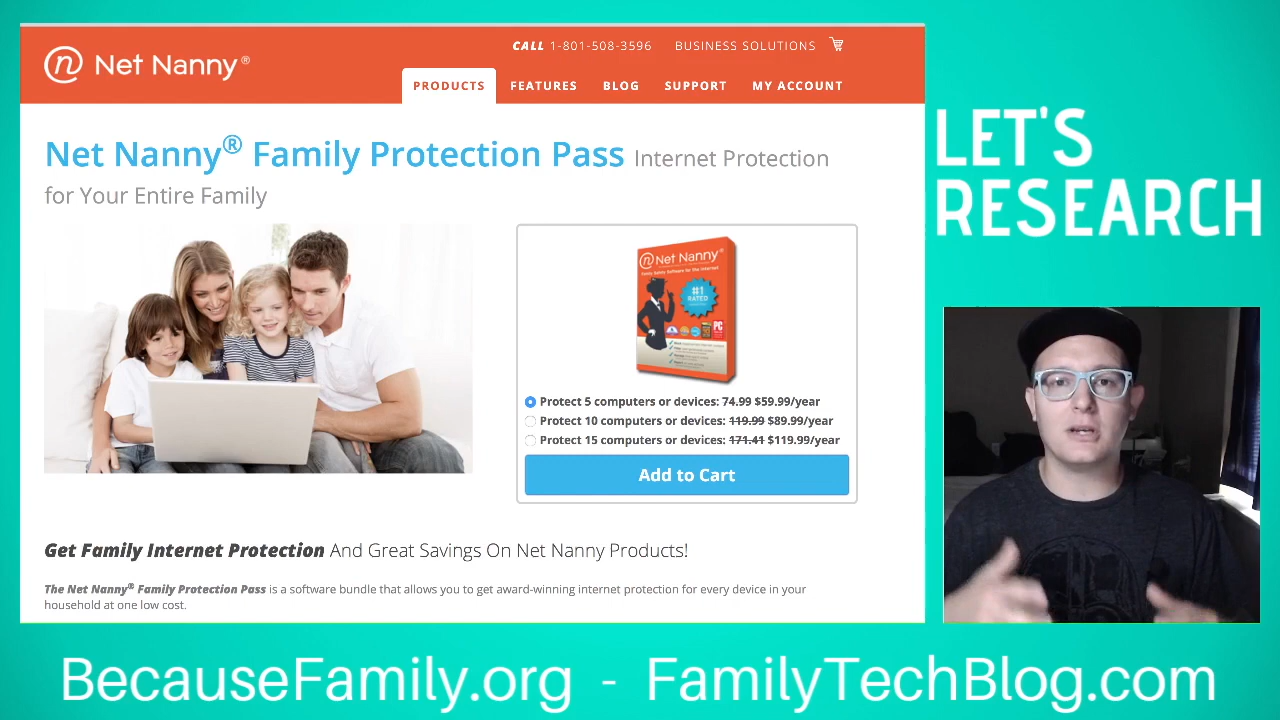 CALL 1-801-508-3596 BUSINESS SOLUTIONS
n Net Nanny®
PRODUCTS FEATURES BLOG SUPPORT MY ACCOUNT
Net Nanny® Family Protection Pass Internet Protection
for Your Entire Family
LET'S
RESEARCH
n Net Nanny®
#1
RATED
PC
Protect 5 computers or devices: 74.99 $59.99/year
Protect 10 computers or devices: 119.99 $89.99/year
Protect 15 computers or devices: 171.41 $119.99/year
Add to Cart
Get Family Internet Protection And Great Savings On Net Nanny Products!
The Net Nanny® Family Protection Pass is a software bundle that allows you to get award-winning internet protection for every device in your
household at one low cost.
BecauseFamily.org - FamilyTechBlog.com